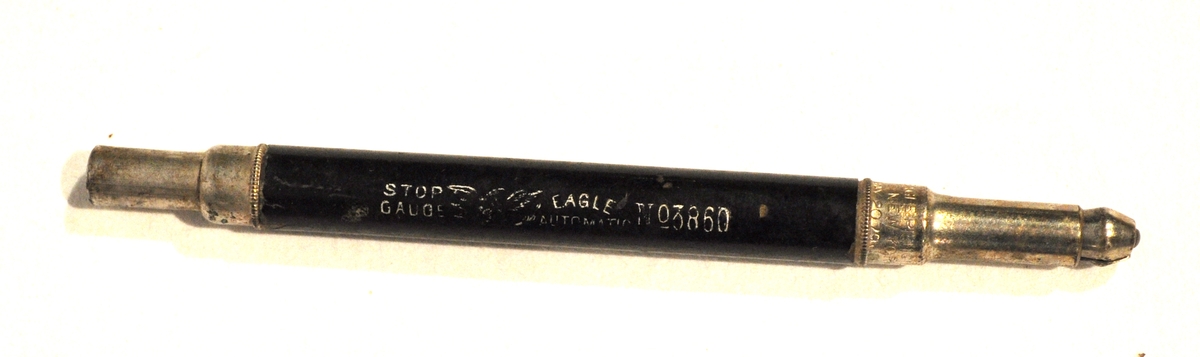 STOP
GAUGE
EAGLE
AUTOMATIC
No3860